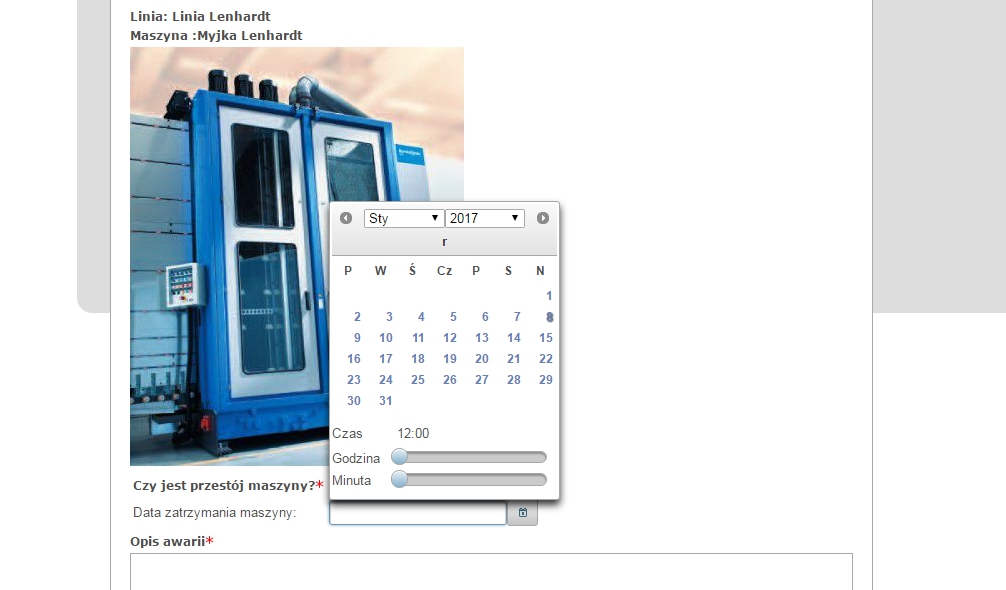 Linia: Linia Lenhardt
Maszyna :Myjka Lenhardt
Sty 2017
r
P W Ś Cz P S N
1
2 3 4 5 6 7 8
9 10 11 12 13 14 15
16 17 18 19 20 21 22
23 24 25 26 27 28 29
30 31
Czas 12:00
Godzina
Minuta
Czy jest przestój maszyny?*
Data zatrzymania maszyny:
Opis awarii*